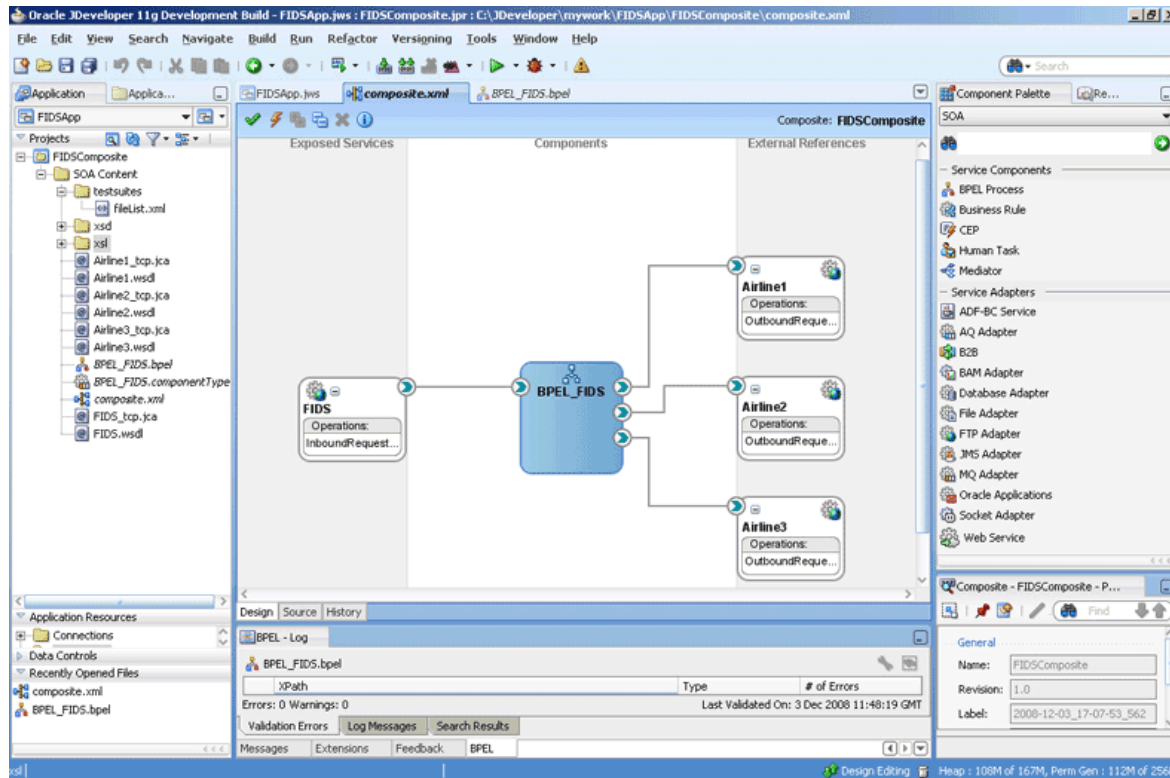 Oracle JDeveloper 11g Development Build - FIDSApp.jws : FIDSComposite.jpr : C:\JDeveloper\mywork\FIDSApp\FIDSComposite\composite.xml
File Edit View Search Navigate Build Run Refactor Versioning Tools Window Help
Search
Application Applica...
FIDSApp
Projects
FIDSComposite
SOA Content
testsuites
fileList.xml
xsd
xsl
Airline1_tcp.jca
Airline1.wsdl
Airline2_tcp.jca
Airline2.wsdl
Airline3_tcp.jca
Airline3.wsdl
BPEL_FIDS.bpel
BPEL_FIDS.componentType
composite.xml
FIDS_tcp.jca
FIDS.wsdl
Application Resources
Connections
Data Controls
Recently Opened Files
composite.xml
BPEL_FIDS.bpel
FIDSApp.jws composite.xml BPEL_FIDS.bpel
Composite: FIDSComposite
Exposed Services Components External References
FIDS
Operations:
InboundRequest...
BPEL_FIDS
Airline1
Operations:
OutboundReque...
Airline2
Operations:
OutboundReque...
Airline3
Operations:
OutboundReque...
Design Source History
BPEL - Log
BPEL_FIDS.bpel
XPath Type # of Errors
Errors: 0 Warnings: 0 Last Validated On: 3 Dec 2008 11:48:19 GMT
Validation Errors Log Messages Search Results
Messages Extensions Feedback BPEL
Component Palette Re...
SOA
Service Components
BPEL Process
Business Rule
CEP
Human Task
Mediator
Service Adapters
ADF-BC Service
AQ Adapter
B2B
BAM Adapter
Database Adapter
File Adapter
FTP Adapter
JMS Adapter
MQ Adapter
Oracle Applications
Socket Adapter
Web Service
Composite - FIDSComposite - P...
Find
General
Name: FIDSComposite
Revision: 1.0
Label: 2008-12-03_17-07-53_562
xsl Design Editing Heap : 108M of 167M, Perm Gen : 112M of 256